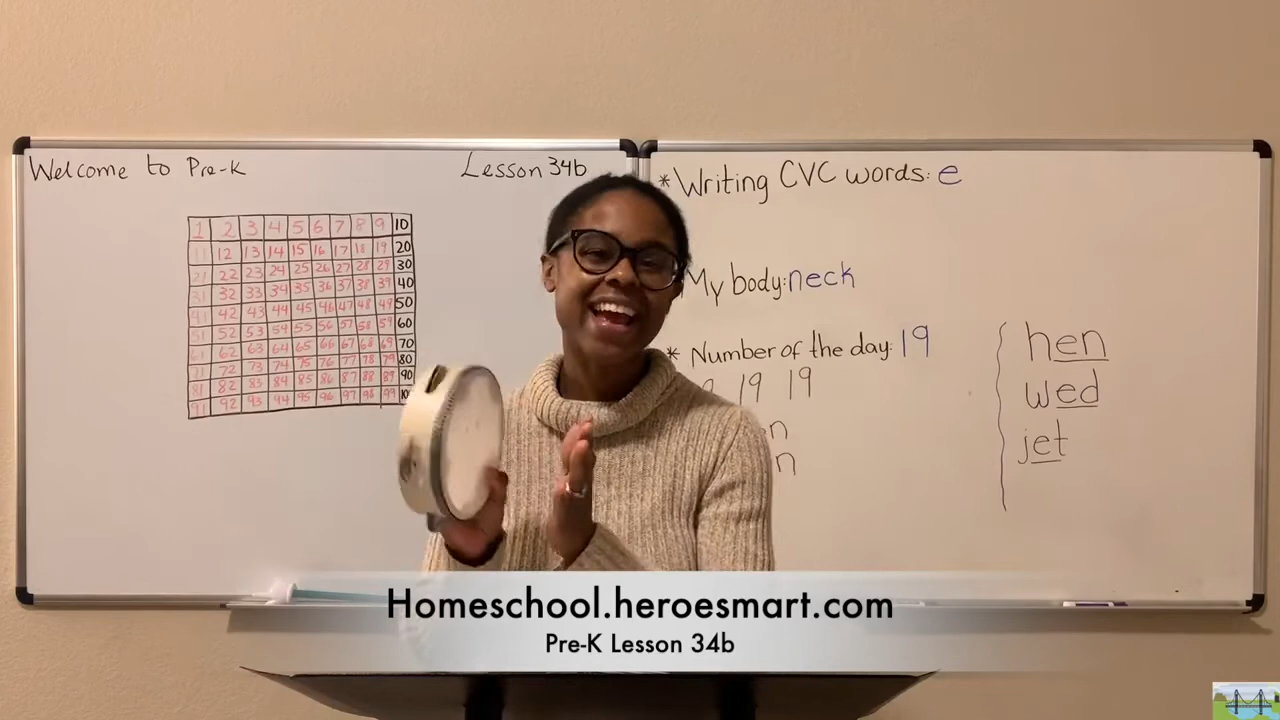 Welcome to Pre-K
Lesson 34b
1 2 3 4 5 6 7 8 9 10
11 12 13 14 15 16 17 18 19 20
21 22 23 24 25 26 27 28 29 30
31 32 33 34 35 36 37 38 39 40
41 42 43 44 45 46 47 48 49 50
51 52 53 54 55 56 57 58 59 60
61 62 63 64 65 66 67 68 69 70
71 72 73 74 75 76 77 78 79 80
81 82 83 84 85 86 87 88 89 90
91 92 93 94 95 96 97 98 99
* Writing CVC words: e
My body: neck
* Number of the day: 19
19 19
hen
wed
jet
Homeschool.heroesmart.com
Pre-K Lesson 34b